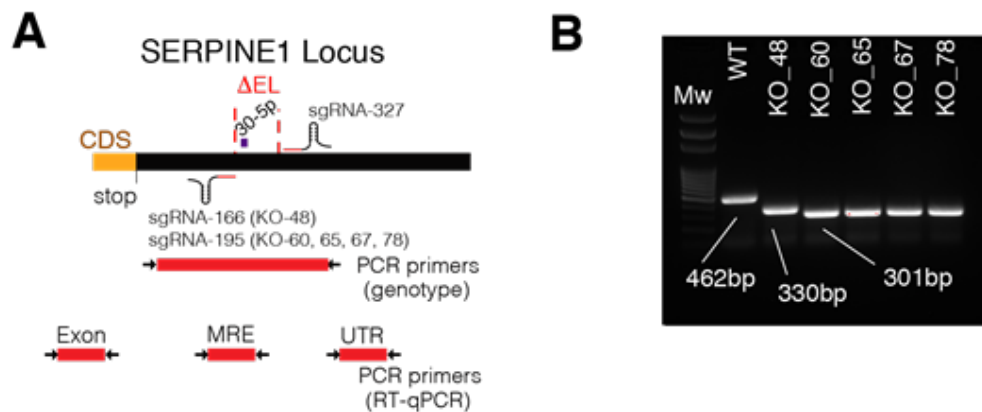 A
SERPINE1 Locus
ΔEL
30-5p
sgRNA-327
CDS
stop
sgRNA-166 (KO-48)
sgRNA-195 (KO-60, 65, 67, 78)
PCR primers
(genotype)
Exon
MRE
UTR
PCR primers
(RT-qPCR)
B
Mw
WT
KO_48
KO_60
KO_65
KO_67
KO_78
462bp
330bp
301bp